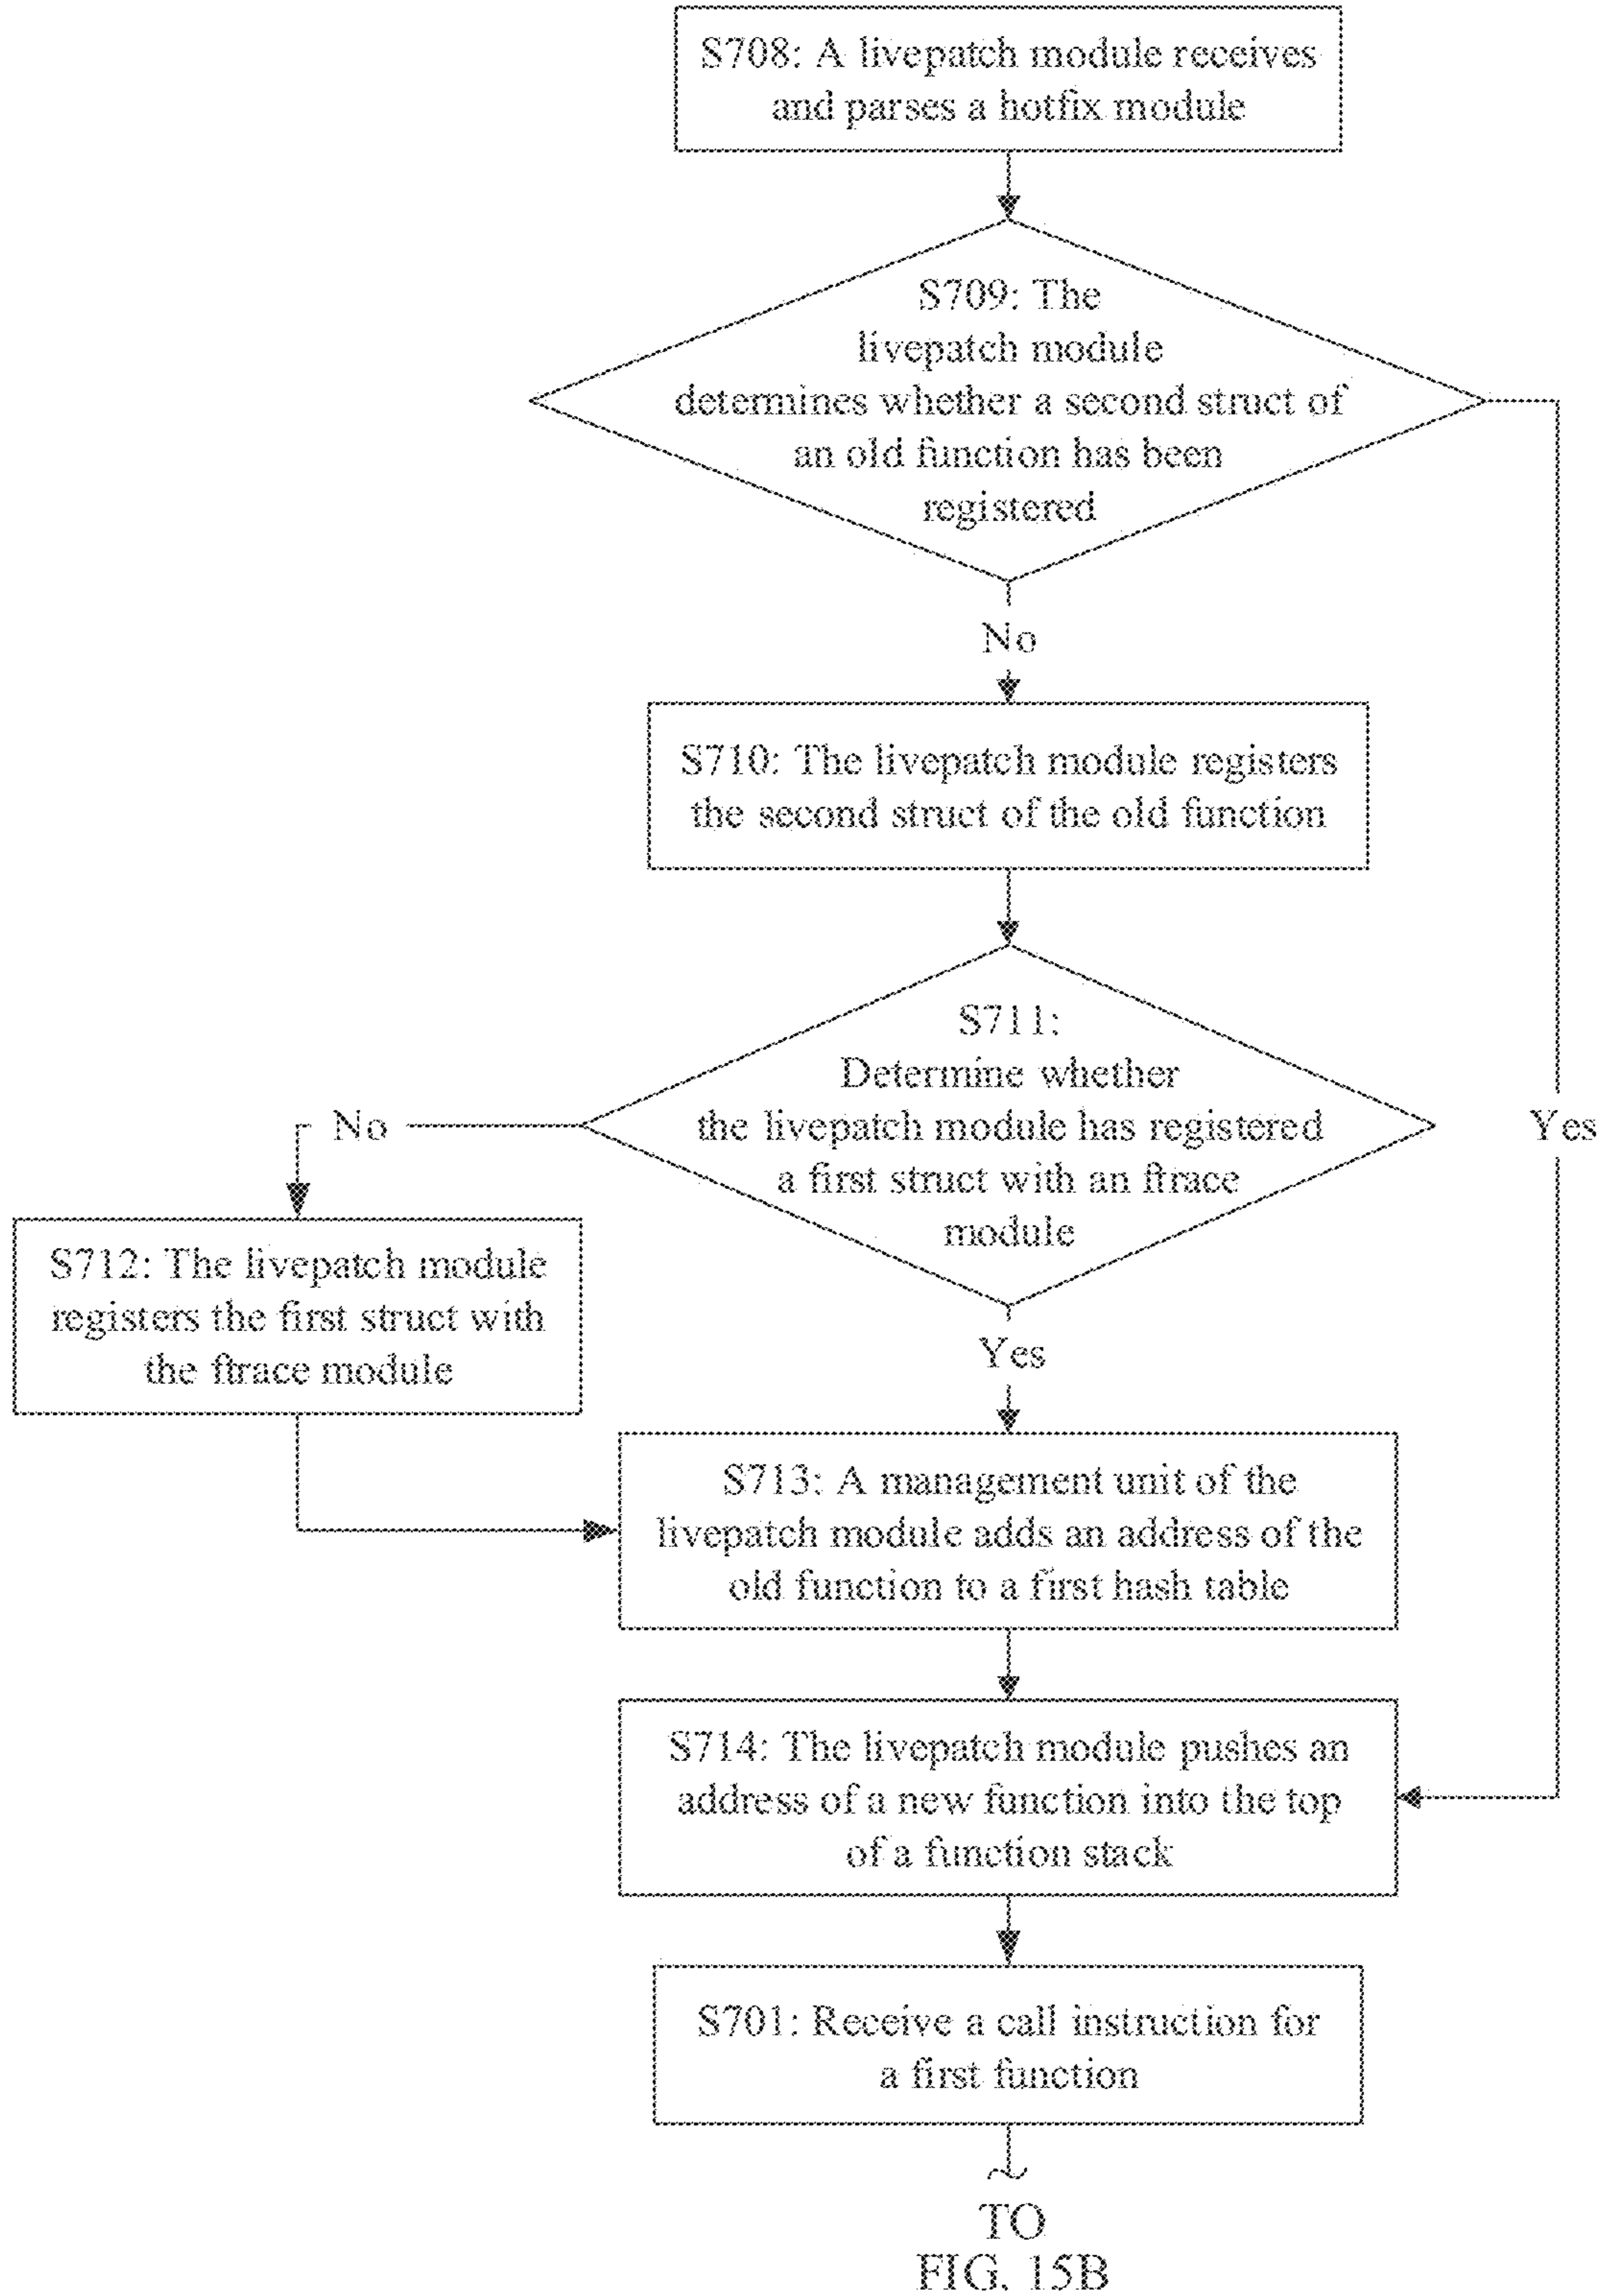 S708: A livepatch module receives
and parses a hotfix module
S709: The
livepatch module
determines whether a second struct of
an old function has been
registered
No
S710: The livepatch module registers
the second struct of the old function
S711:
Determine whether
the livepatch module has registered
a first struct with an ftrace
module
No
Yes
S712: The livepatch module
registers the first struct with
the ftrace module
Yes
S713: A management unit of the
livepatch module adds an address of the
old function to a first hash table
S714: The livepatch module pushes an
address of a new function into the top
of a function stack
S701: Receive a call instruction for
a first function
TO
FIG. 15B